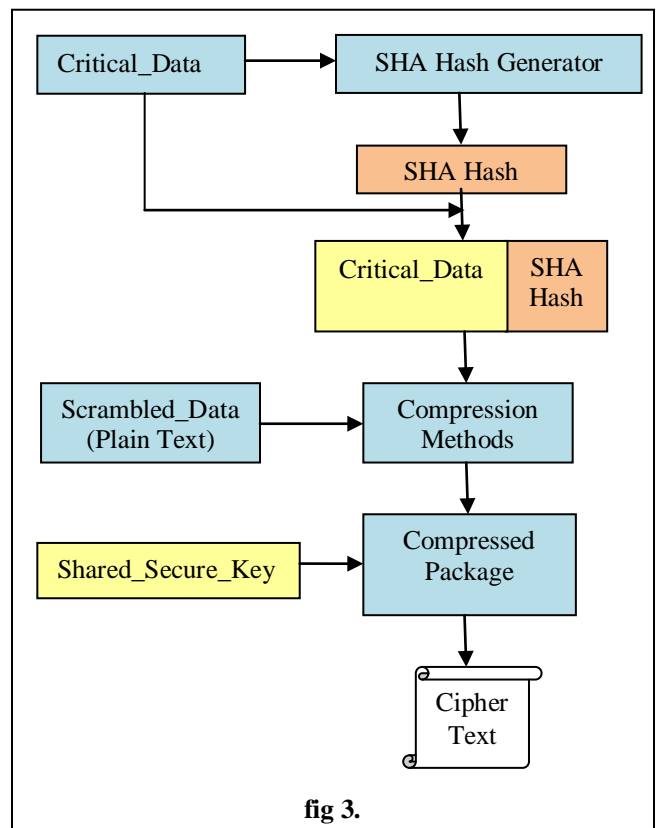 Critical_Data
SHA Hash Generator
SHA Hash
Critical_Data
SHA
Hash
Scrambled_Data
(Plain Text)
Compression
Methods
Shared_Secure_Key
Compressed
Package
Cipher
Text
fig 3.